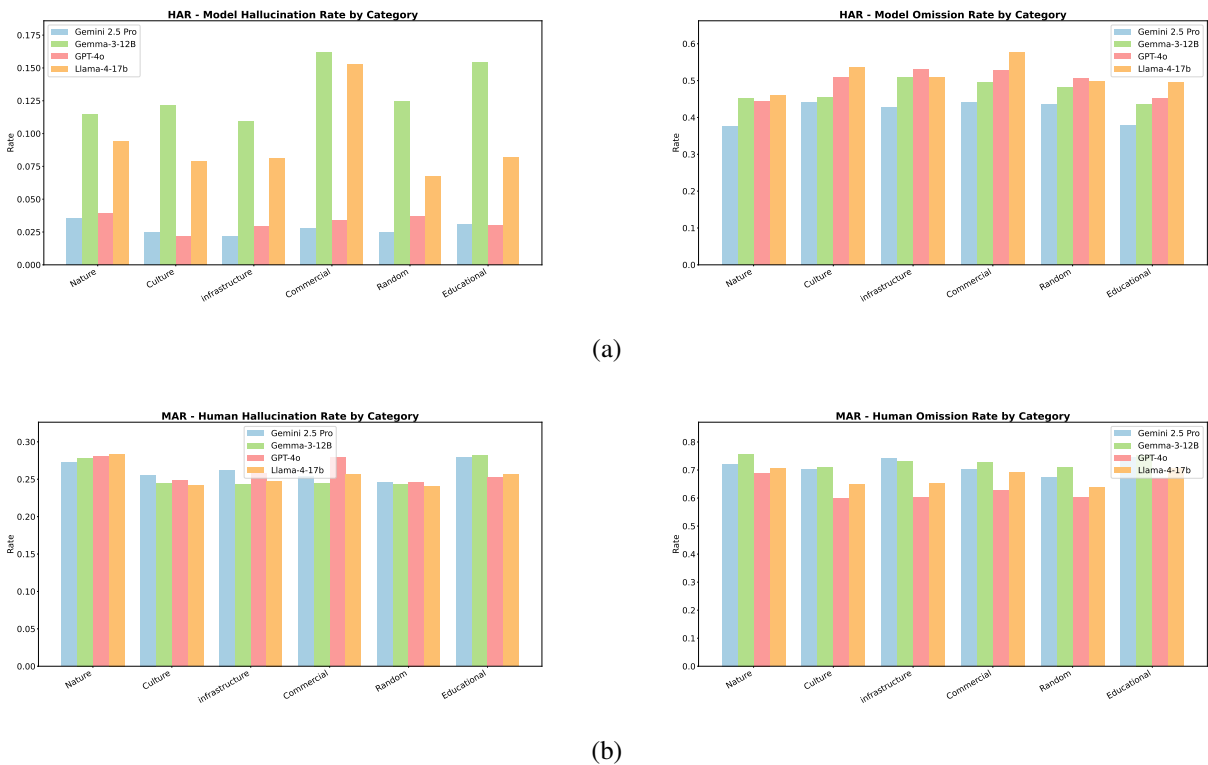 HAR - Model Hallucination Rate by Category
Gemini 2.5 Pro
Gemma-3-12B
GPT-4o
Llama-4-17b
Rate
0.175
0.150
0.125
0.100
0.075
0.050
0.025
0.000
Nature
Culture
infrastructure
Commercial
Random
Educational
HAR - Model Omission Rate by Category
Gemini 2.5 Pro
Gemma-3-12B
GPT-4o
Llama-4-17b
Rate
0.6
0.5
0.4
0.3
0.2
0.1
0.0
Nature
Culture
infrastructure
Commercial
Random
Educational
(a)
MAR - Human Hallucination Rate by Category
Gemini 2.5 Pro
Gemma-3-12B
GPT-4o
Llama-4-17b
Rate
0.30
0.25
0.20
0.15
0.10
0.05
0.00
Nature
Culture
infrastructure
Commercial
Random
Educational
MAR - Human Omission Rate by Category
Gemini 2.5 Pro
Gemma-3-12B
GPT-4o
Llama-4-17b
Rate
0.8
0.7
0.6
0.5
0.4
0.3
0.2
0.1
0.0
Nature
Culture
infrastructure
Commercial
Random
Educational
(b)